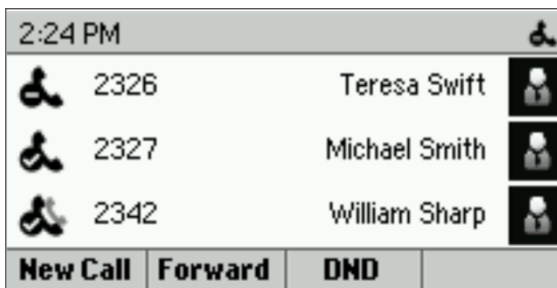 2:24 PM
2326 Teresa Swift
2327 Michael Smith
2342 William Sharp
New Call Forward DND